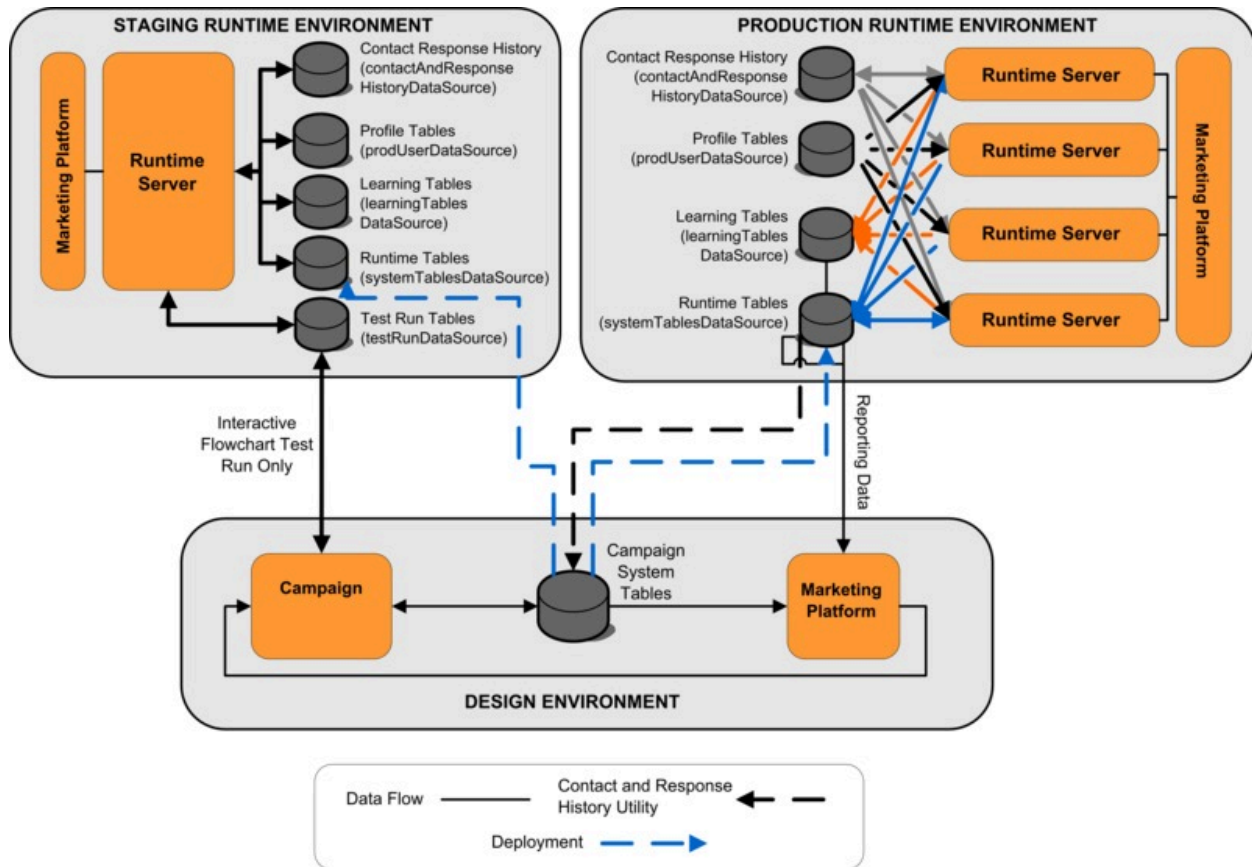 STAGING RUNTIME ENVIRONMENT
Marketing Platform
Runtime
Server
Contact Response History
(contactAndResponse
HistoryDataSource)
Profile Tables
(prodUserDataSource)
Learning Tables
(learningTables
DataSource)
Runtime Tables
(systemTablesDataSource)
Test Run Tables
(testRunDataSource)
PRODUCTION RUNTIME ENVIRONMENT
Contact Response History
(contactAndResponse
HistoryDataSource)
Profile Tables
(prodUserDataSource)
Learning Tables
(learningTables
DataSource)
Runtime Tables
(systemTablesDataSource)
Runtime Server
Runtime Server
Runtime Server
Runtime Server
Marketing Platform
Interactive
Flowchart Test
Run Only
Reporting Data
Campaign
Campaign
System
Tables
Marketing
Platform
DESIGN ENVIRONMENT
Data Flow
Contact and Response
History Utility
Deployment